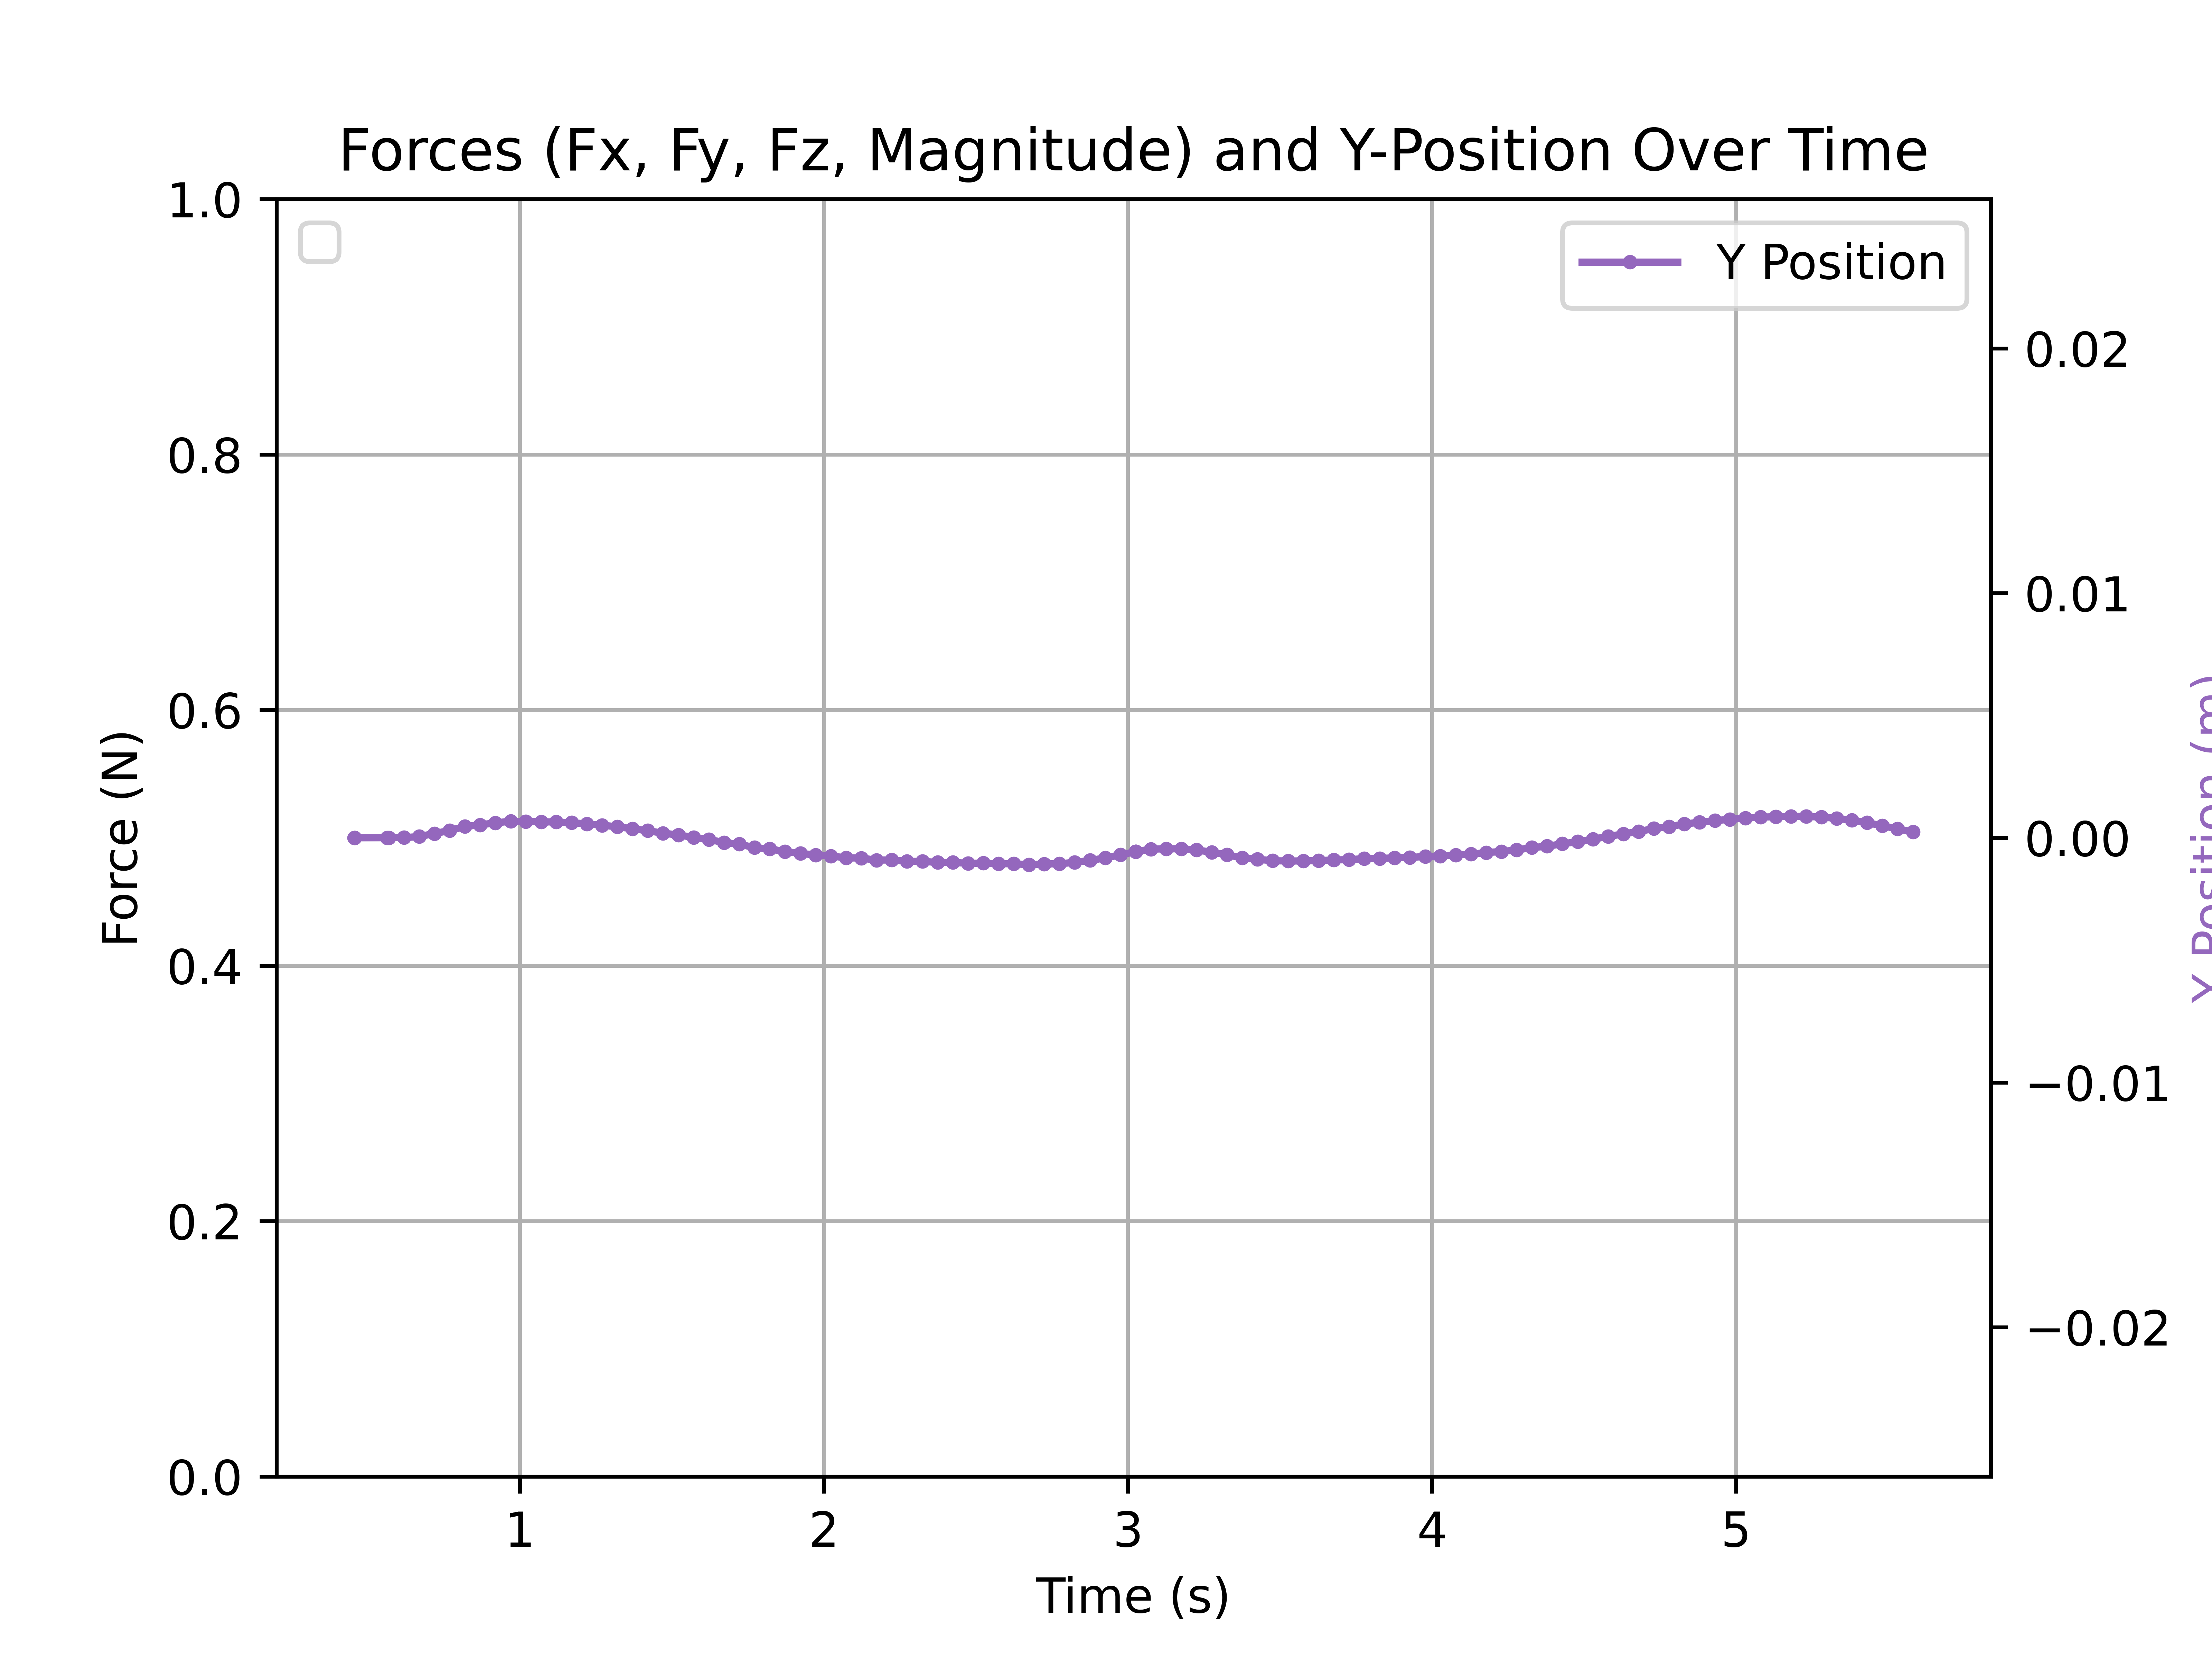 Forces (Fx, Fy, Fz, Magnitude) and Y-Position Over Time
1.0
0.8
0.6
0.4
0.2
0.0
Force (N)
Y Position
0.02
0.01
0.00
−0.01
−0.02
Y Position (m)
1 2 3 4 5
Time (s)